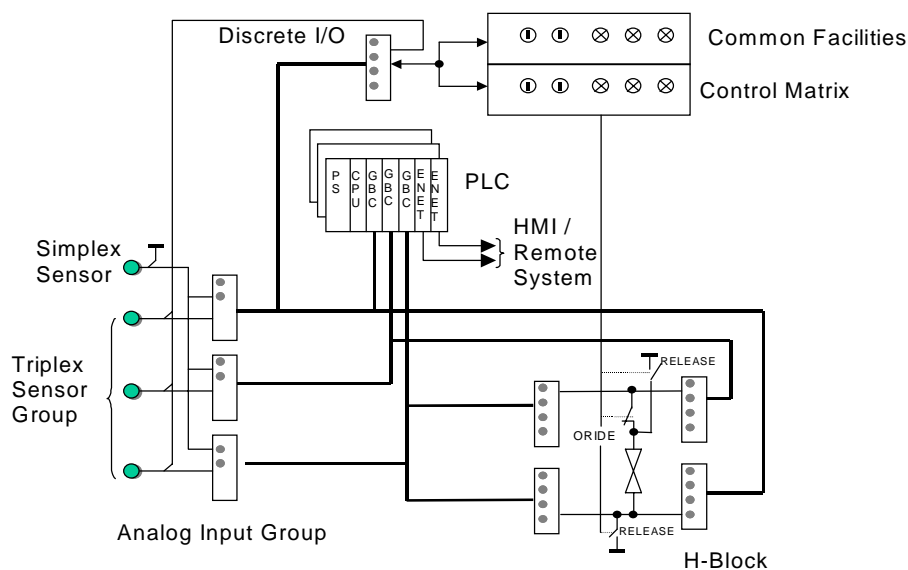 Discrete I/O
Common Facilities
Control Matrix
PS
CPU
GBC
GBC
GBC
ENET
ENET
PLC
HMI /
Remote
System
Simplex
Sensor
Triplex
Sensor
Group
RELEASE
ORIDE
RELEASE
Analog Input Group
H-Block